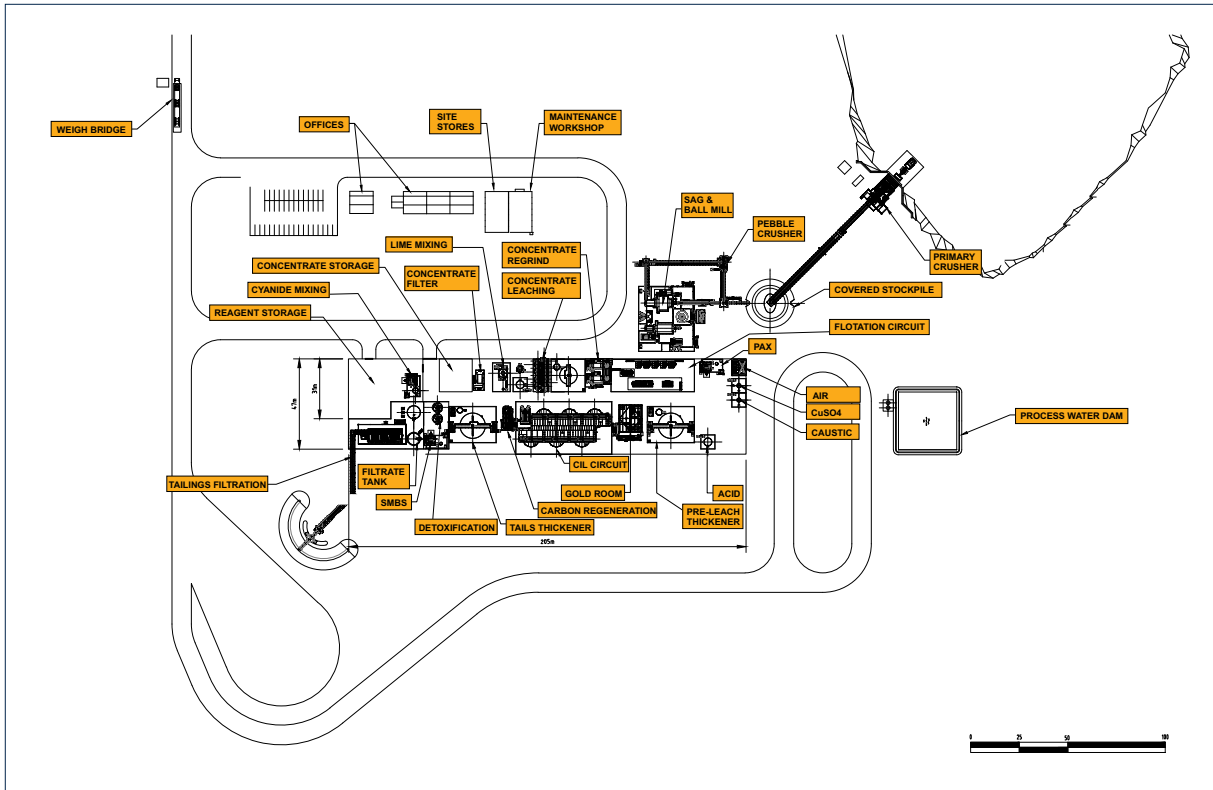 WEIGH BRIDGE
OFFICES
SITE
STORES
MAINTENANCE
WORKSHOP
SAG &
BALL MILL
PEBBLE
CRUSHER
PRIMARY
CRUSHER
LIME MIXING
CONCENTRATE
REGRIND
CONCENTRATE STORAGE
CONCENTRATE
FILTER
CONCENTRATE
LEACHING
CYANIDE MIXING
COVERED STOCKPILE
REAGENT STORAGE
FLOTATION CIRCUIT
PAX
AIR
CuSO4
CAUSTIC
PROCESS WATER DAM
47m
31m
CIL CIRCUIT
TAILINGS FILTRATION
FILTRATE
TANK
SMBS
GOLD ROOM
ACID
CARBON REGENERATION
PRE-LEACH
THICKENER
DETOXIFICATION
TAILS THICKENER
205m
0 25 50 100